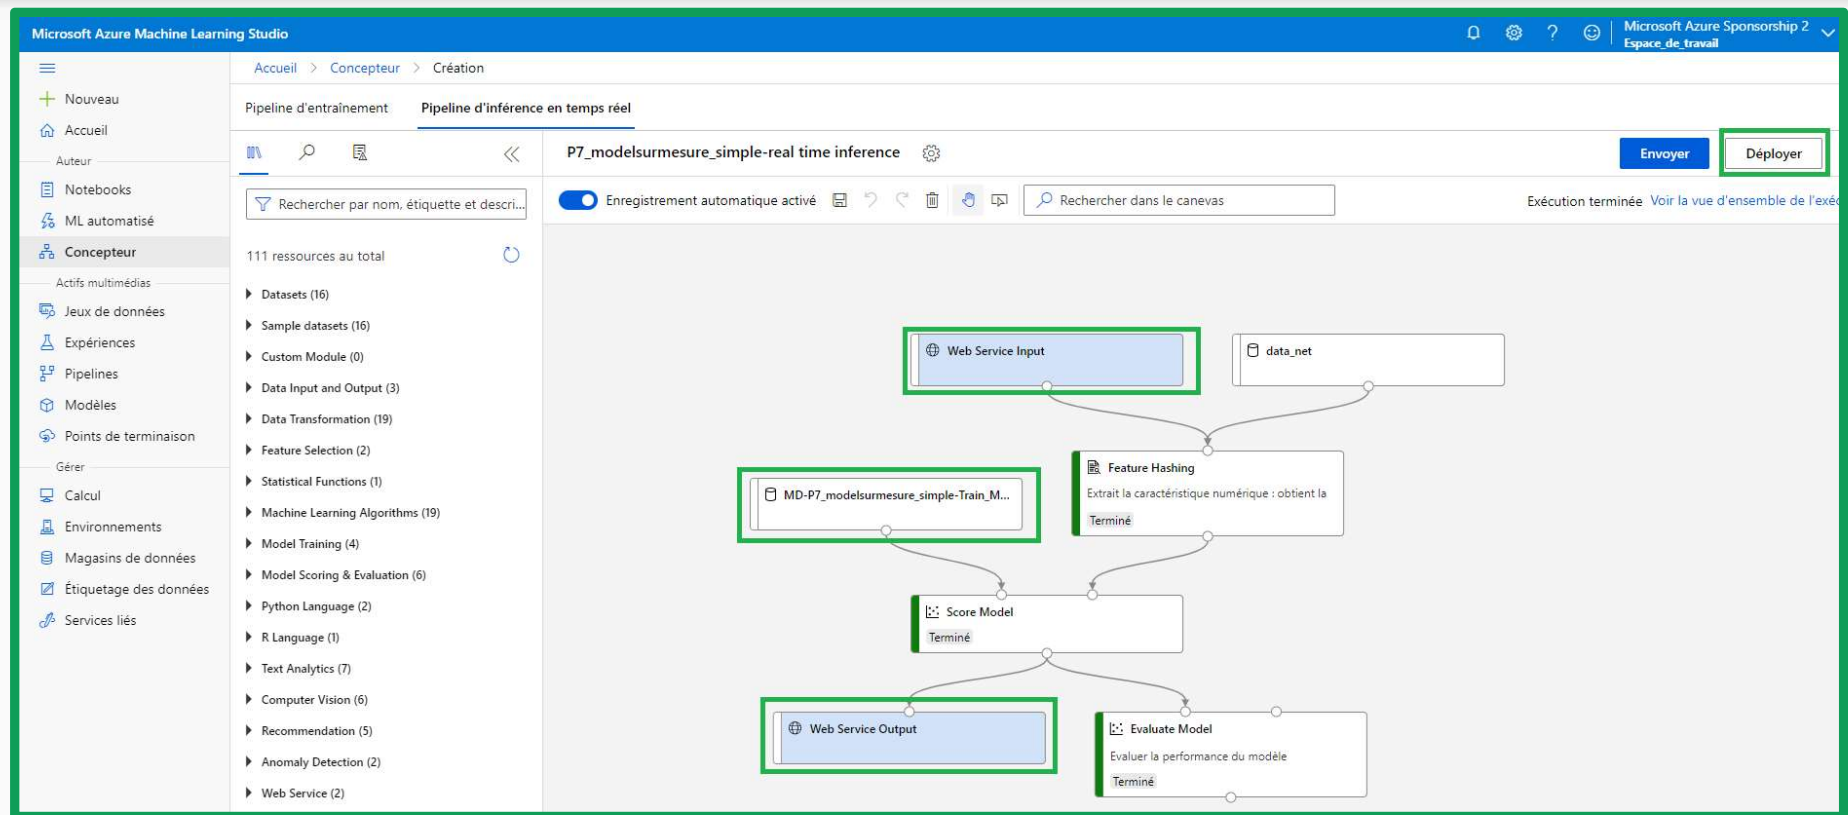 Microsoft Azure Machine Learning Studio
Microsoft Azure Sponsorship 2
Espace_de_travail
Nouveau
Accueil
Auteur
Notebooks
ML automatisé
Concepteur
Actifs multimédias
Jeux de données
Expériences
Pipelines
Modèles
Points de terminaison
Gérer
Calcul
Environnements
Magasins de données
Étiquetage des données
Services liés
Accueil > Concepteur > Création
Pipeline d'entraînement Pipeline d'inférence en temps réel
Rechercher par nom, étiquette et descri...
111 ressources au total
Datasets (16)
Sample datasets (16)
Custom Module (0)
Data Input and Output (3)
Data Transformation (19)
Feature Selection (2)
Statistical Functions (1)
Machine Learning Algorithms (19)
Model Training (4)
Model Scoring & Evaluation (6)
Python Language (2)
R Language (1)
Text Analytics (7)
Computer Vision (6)
Recommendation (5)
Anomaly Detection (2)
Web Service (2)
P7_modelsurmesure_simple-real time inference
Envoyer Déployer
Enregistrement automatique activé Rechercher dans le canevas
Exécution terminée Voir la vue d'ensemble de l'exéc
Web Service Input
data_net
Feature Hashing
Extrait la caractéristique numérique : obtient la
Terminé
MD-P7_modelsurmesure_simple-Train_M...
Score Model
Terminé
Web Service Output
Evaluate Model
Evaluer la performance du modèle
Terminé